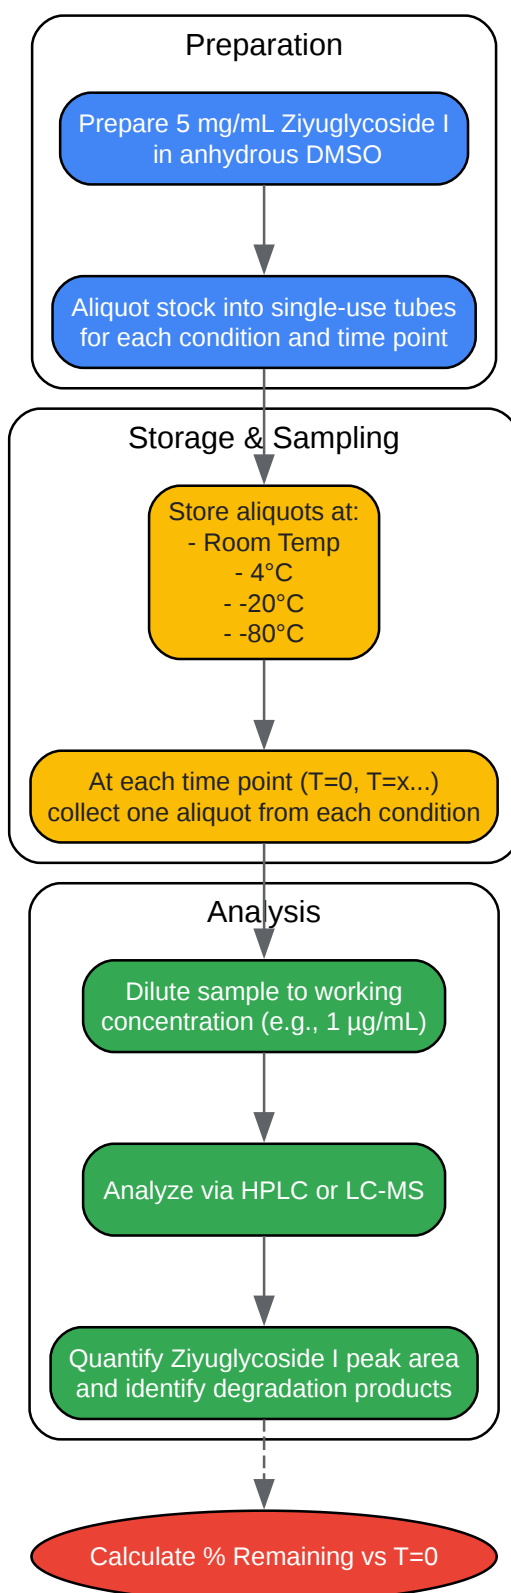 Preparation
Prepare 5 mg/mL Ziyuglycoside I
in anhydrous DMSO
Aliquot stock into single-use tubes
for each condition and time point
Storage & Sampling
Store aliquots at:
- Room Temp
- 4°C
- -20°C
- -80°C
At each time point (T=0, T=x...)
collect one aliquot from each condition
Analysis
Dilute sample to working
concentration (e.g., 1 µg/mL)
Analyze via HPLC or LC-MS
Quantify Ziyuglycoside I peak area
and identify degradation products
Calculate % Remaining vs T=0